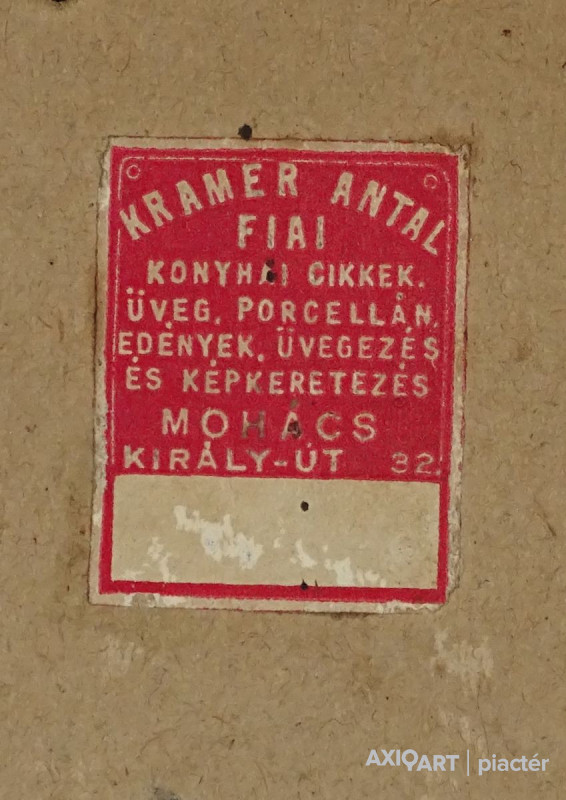 KRAMER ANTAL
FIAI
KONYHAI CIKKEK.
ÜVEG, PORCELLÁN,
EDÉNYEK, ÜVEGEZÉS
ÉS KÉPKERETEZÉS
MOHÁCS
KIRÁLY-ÚT 32.
AXIOART | piactér